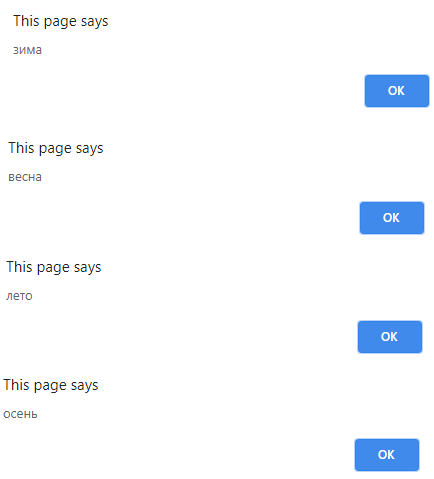 This page says
зима
OK
This page says
весна
OK
This page says
лето
OK
This page says
осень
OK